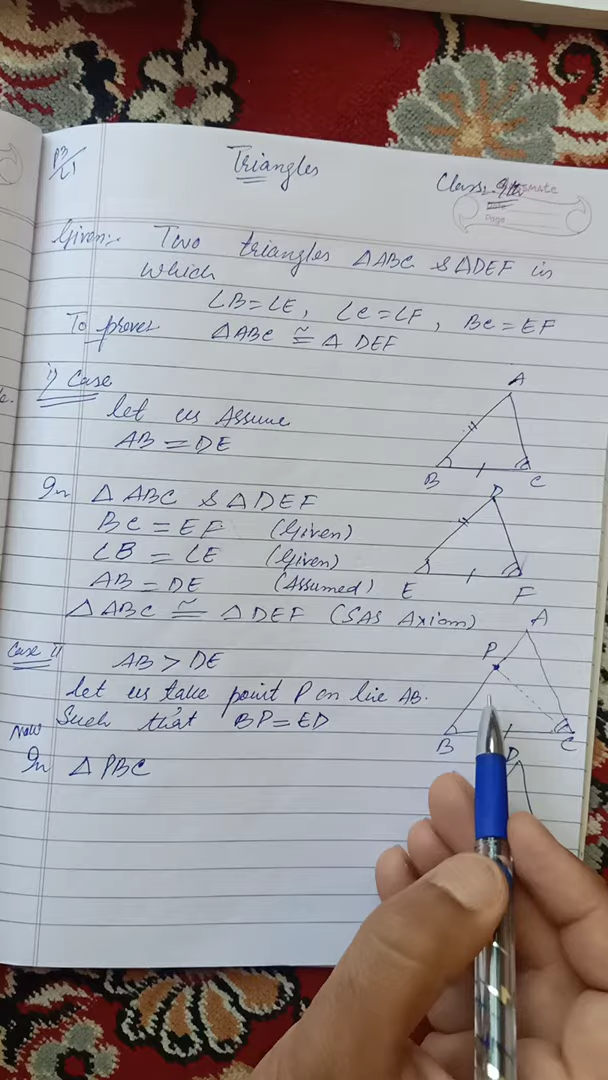 Triangles
Class:- 9th
Given:- Two triangles △ABC & △DEF in
which
∠B=∠E, ∠C=∠F, BC=EF
To prove:- △ABC ≅ △DEF
i) Case
let us Assume
AB = DE
In △ABC & △DEF
BC = EF (Given)
∠B = ∠E (Given)
AB = DE (Assumed)
△ABC ≅ △DEF (SAS Axiom)
Case ii
AB > DE
let us take point P on lie AB.
Such that BP = ED
Now
In △PBC
A
B C
D
E F
A
P
B C
D
Page